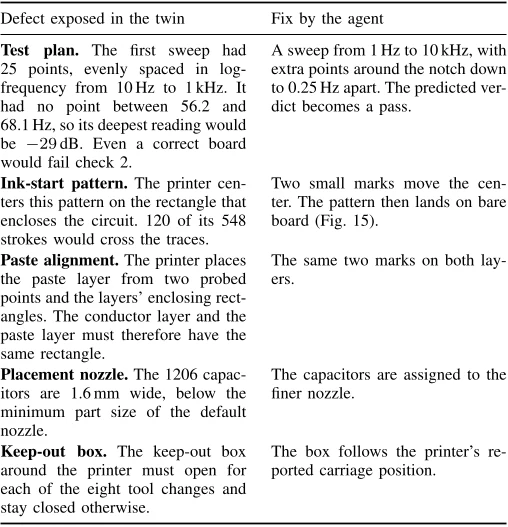 Defect exposed in the twin
Fix by the agent
Test plan. The first sweep had
25 points, evenly spaced in log-
frequency from 10 Hz to 1 kHz. It
had no point between 56.2 and
68.1 Hz, so its deepest reading would
be −29 dB. Even a correct board
would fail check 2.
A sweep from 1 Hz to 10 kHz, with
extra points around the notch down
to 0.25 Hz apart. The predicted ver-
dict becomes a pass.
Ink-start pattern. The printer cen-
ters this pattern on the rectangle that
encloses the circuit. 120 of its 548
strokes would cross the traces.
Two small marks move the cen-
ter. The pattern then lands on bare
board (Fig. 15).
Paste alignment. The printer places
the paste layer from two probed
points and the layers' enclosing rect-
angles. The conductor layer and the
paste layer must therefore have the
same rectangle.
The same two marks on both lay-
ers.
Placement nozzle. The 1206 capac-
itors are 1.6 mm wide, below the
minimum part size of the default
nozzle.
The capacitors are assigned to the
finer nozzle.
Keep-out box. The keep-out box
around the printer must open for
each of the eight tool changes and
stay closed otherwise.
The box follows the printer's re-
ported carriage position.